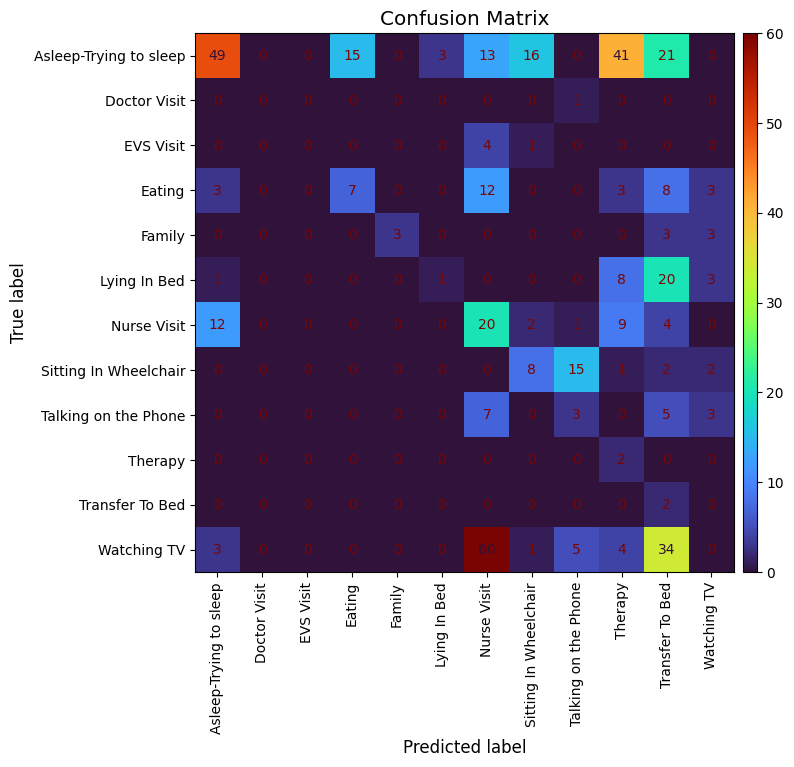 Confusion Matrix
True label
Asleep-Trying to sleep 49 0 0 15 0 3 13 16 0 41 21 0
Doctor Visit 0 0 0 0 0 0 0 0 1 0 0 0
EVS Visit 0 0 0 0 0 0 4 1 0 0 0 0
Eating 3 0 0 7 0 0 12 0 0 3 8 3
Family 0 0 0 0 3 0 0 0 0 0 3 3
Lying In Bed 1 0 0 0 0 1 0 0 0 8 20 3
Nurse Visit 12 0 0 0 0 0 20 2 1 9 4 0
Sitting In Wheelchair 0 0 0 0 0 0 0 8 15 1 2 2
Talking on the Phone 0 0 0 0 0 0 7 0 3 0 5 3
Therapy 0 0 0 0 0 0 0 0 0 2 0 0
Transfer To Bed 0 0 0 0 0 0 0 0 0 0 2 0
Watching TV 3 0 0 0 0 0 60 1 5 4 34 0
Asleep-Trying to sleep
Doctor Visit
EVS Visit
Eating
Family
Lying In Bed
Nurse Visit
Sitting In Wheelchair
Talking on the Phone
Therapy
Transfer To Bed
Watching TV
Predicted label
60
50
40
30
20
10
0